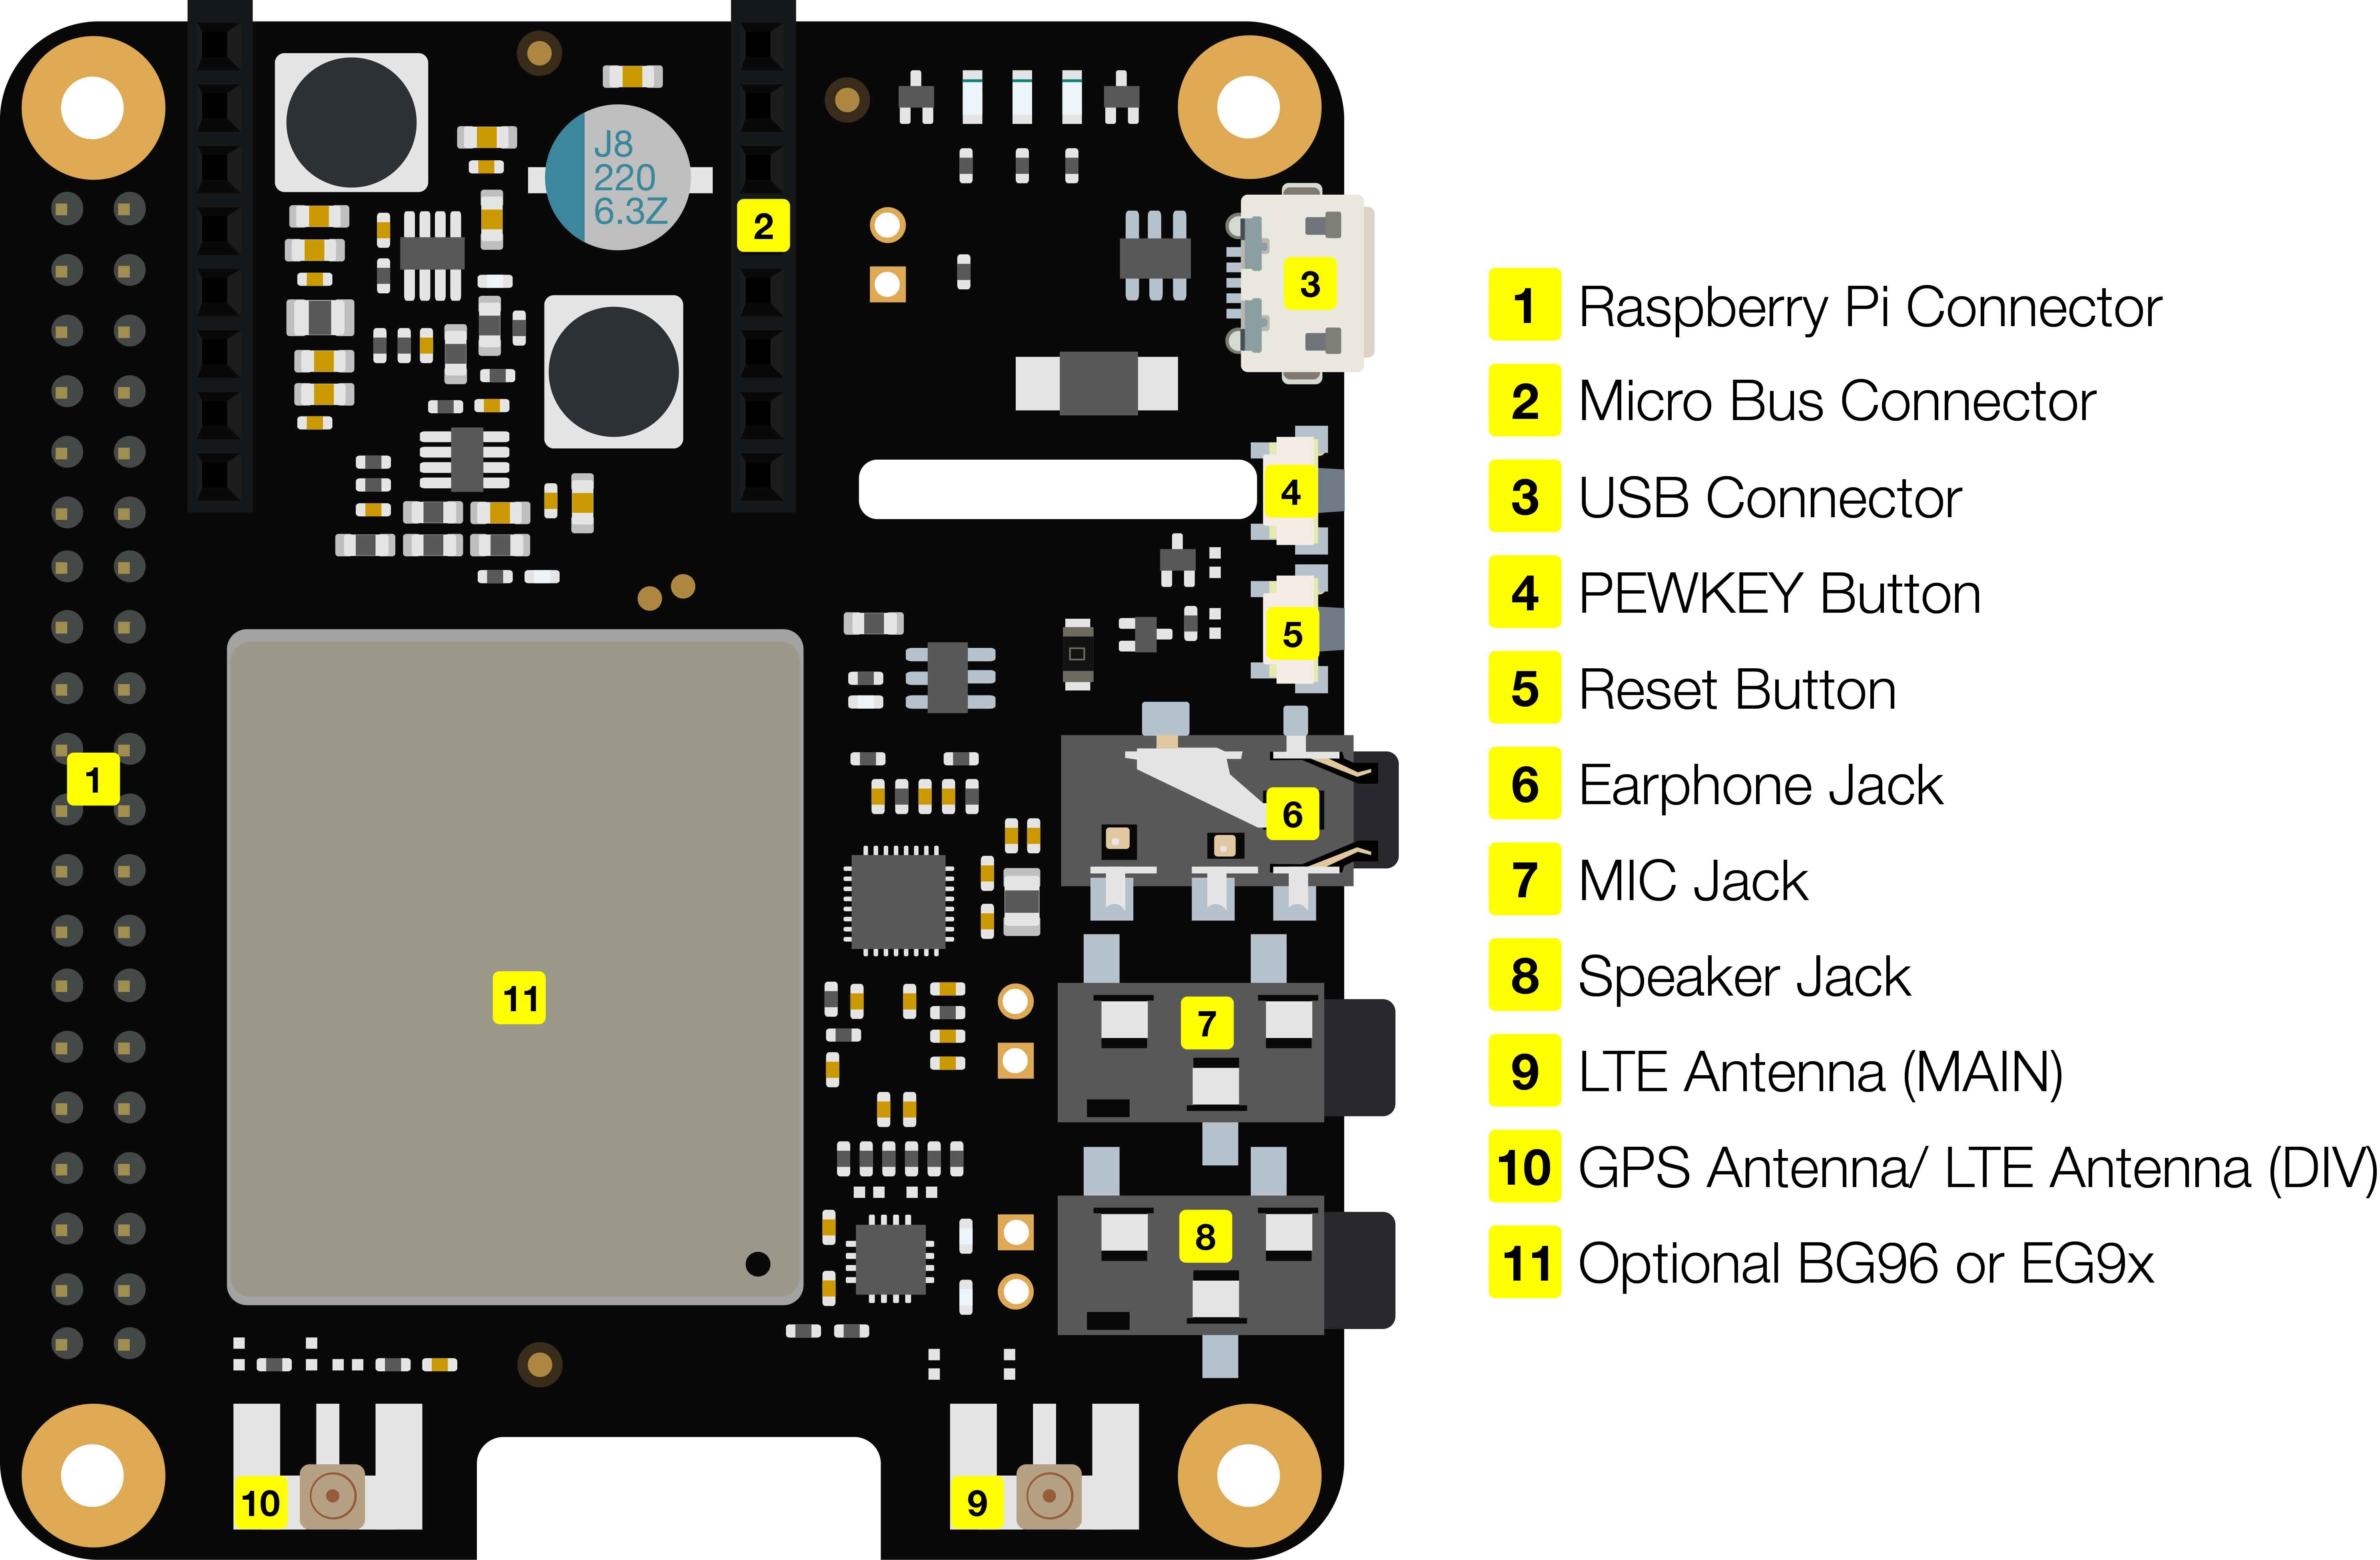 J8
220
6.3Z
2
3
4
5
1
6
11
7
8
10
9
1 Raspberry Pi Connector
2 Micro Bus Connector
3 USB Connector
4 PEWKEY Button
5 Reset Button
6 Earphone Jack
7 MIC Jack
8 Speaker Jack
9 LTE Antenna (MAIN)
10 GPS Antenna/ LTE Antenna (DIV)
11 Optional BG96 or EG9x